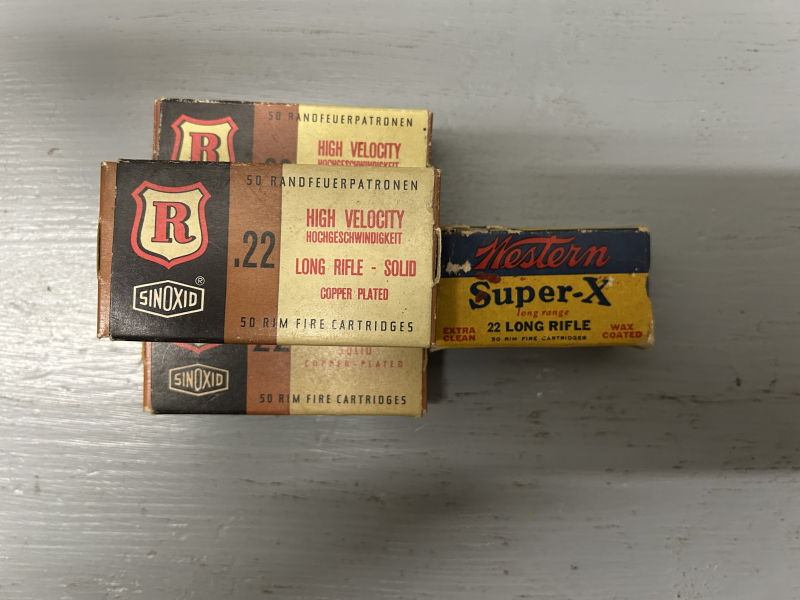 50 RANDFEUERPATRONEN
R
HIGH VELOCITY
HOCHGESCHWINDIGKEIT
50 RANDFEUERPATRONEN
R
SINOXID
®
.22
HIGH VELOCITY
HOCHGESCHWINDIGKEIT
LONG RIFLE - SOLID
COPPER PLATED
50 RIM FIRE CARTRIDGES
SINOXID
.22
SOLID
COPPER-PLATED
50 RIM FIRE CARTRIDGES
Western
Super-X
long range
EXTRA CLEAN
22 LONG RIFLE
50 RIM FIRE CARTRIDGES
WAX COATED